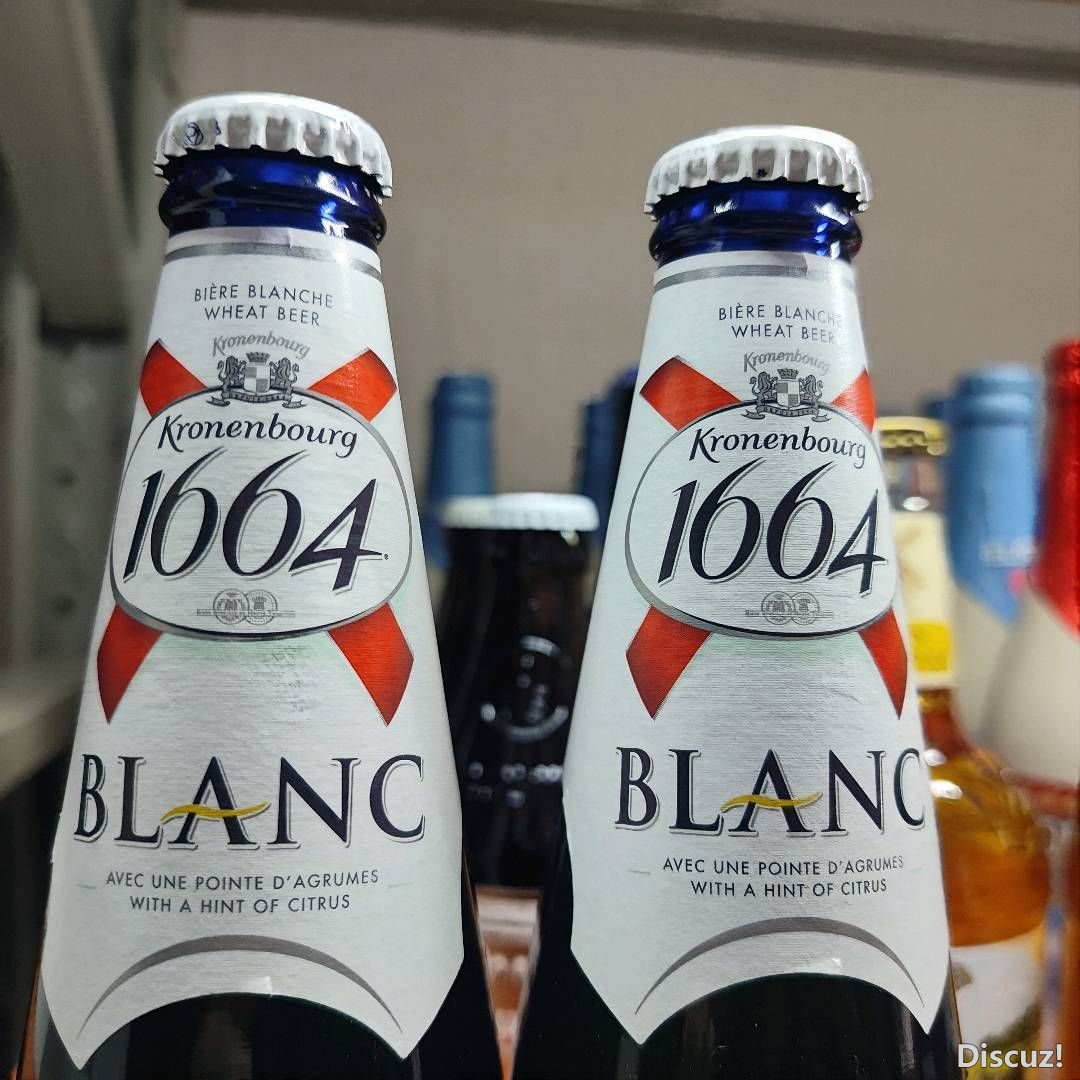 BIÈRE BLANCHE
WHEAT BEER
Kronenbourg
Kronenbourg
1664
BLANC
AVEC UNE POINTE D'AGRUMES
WITH A HINT OF CITRUS
BIÈRE BLANCHE
WHEAT BEER
Kronenbourg
Kronenbourg
1664
BLANC
AVEC UNE POINTE D'AGRUMES
WITH A HINT OF CITRUS
Discuz!